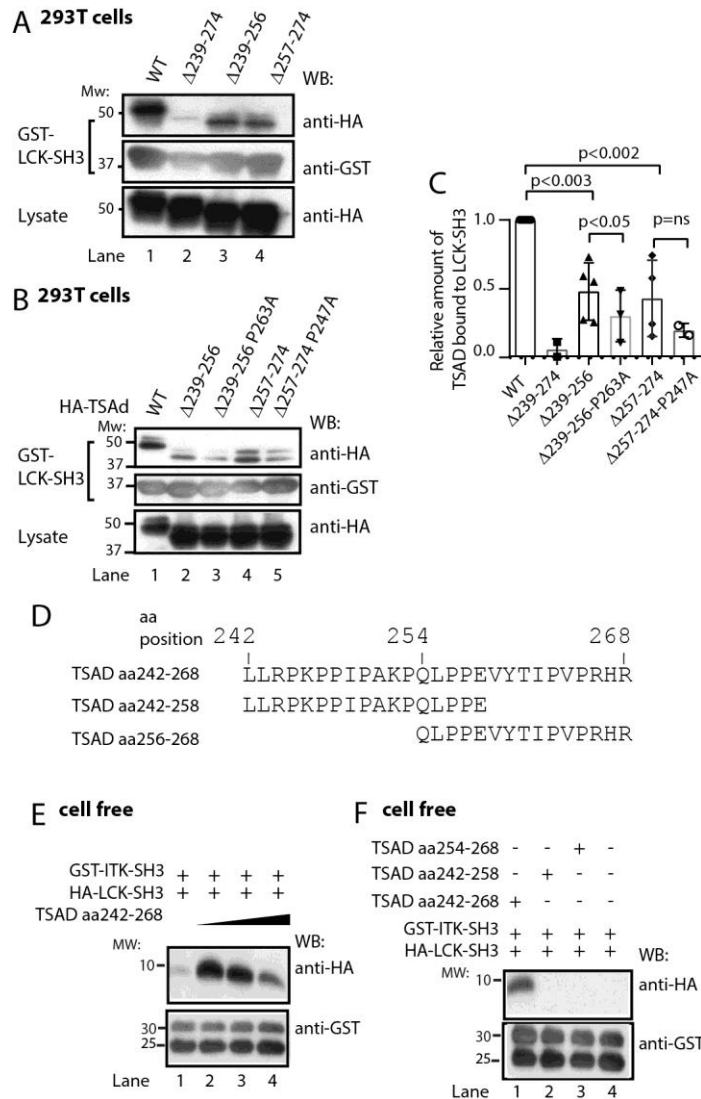 A 293T cells
WT Δ239-274 Δ239-256 Δ257-274
WB:
Mw:
50
anti-HA
GST-
LCK-SH3
37
anti-GST
Lysate
50
anti-HA
Lane 1 2 3 4
B 293T cells
HA-TSAd WT Δ239-256 Δ239-256 P263A Δ257-274 Δ257-274 P247A
WB:
Mw:
50
37
anti-HA
GST-
LCK-SH3
37
anti-GST
Lysate
50
37
anti-HA
Lane 1 2 3 4 5
C
p<0.002
p<0.003
p<0.05
p=ns
Relative amount of
TSAD bound to LCK-SH3
1.0
0.5
0.0
WT Δ239-274 Δ239-256 Δ239-256-P263A Δ257-274 Δ257-274-P247A
D
aa
position
242 254 268
TSAD aa242-268 LLRPKPPIPAKPQLPPEVYTIPVPRHR
TSAD aa242-258 LLRPKPPIPAKPQLPPE
TSAD aa256-268 QLPPEVYTIPVPRHR
E cell free
GST-ITK-SH3 + + + +
HA-LCK-SH3 + + + +
TSAD aa242-268
WB:
MW:
10
anti-HA
30
25
anti-GST
Lane 1 2 3 4
F cell free
TSAD aa254-268 - - + -
TSAD aa242-258 - + - -
TSAD aa242-268 + - - -
GST-ITK-SH3 + + + +
HA-LCK-SH3 + + + +
WB:
MW:
10
anti-HA
30
25
anti-GST
Lane 1 2 3 4